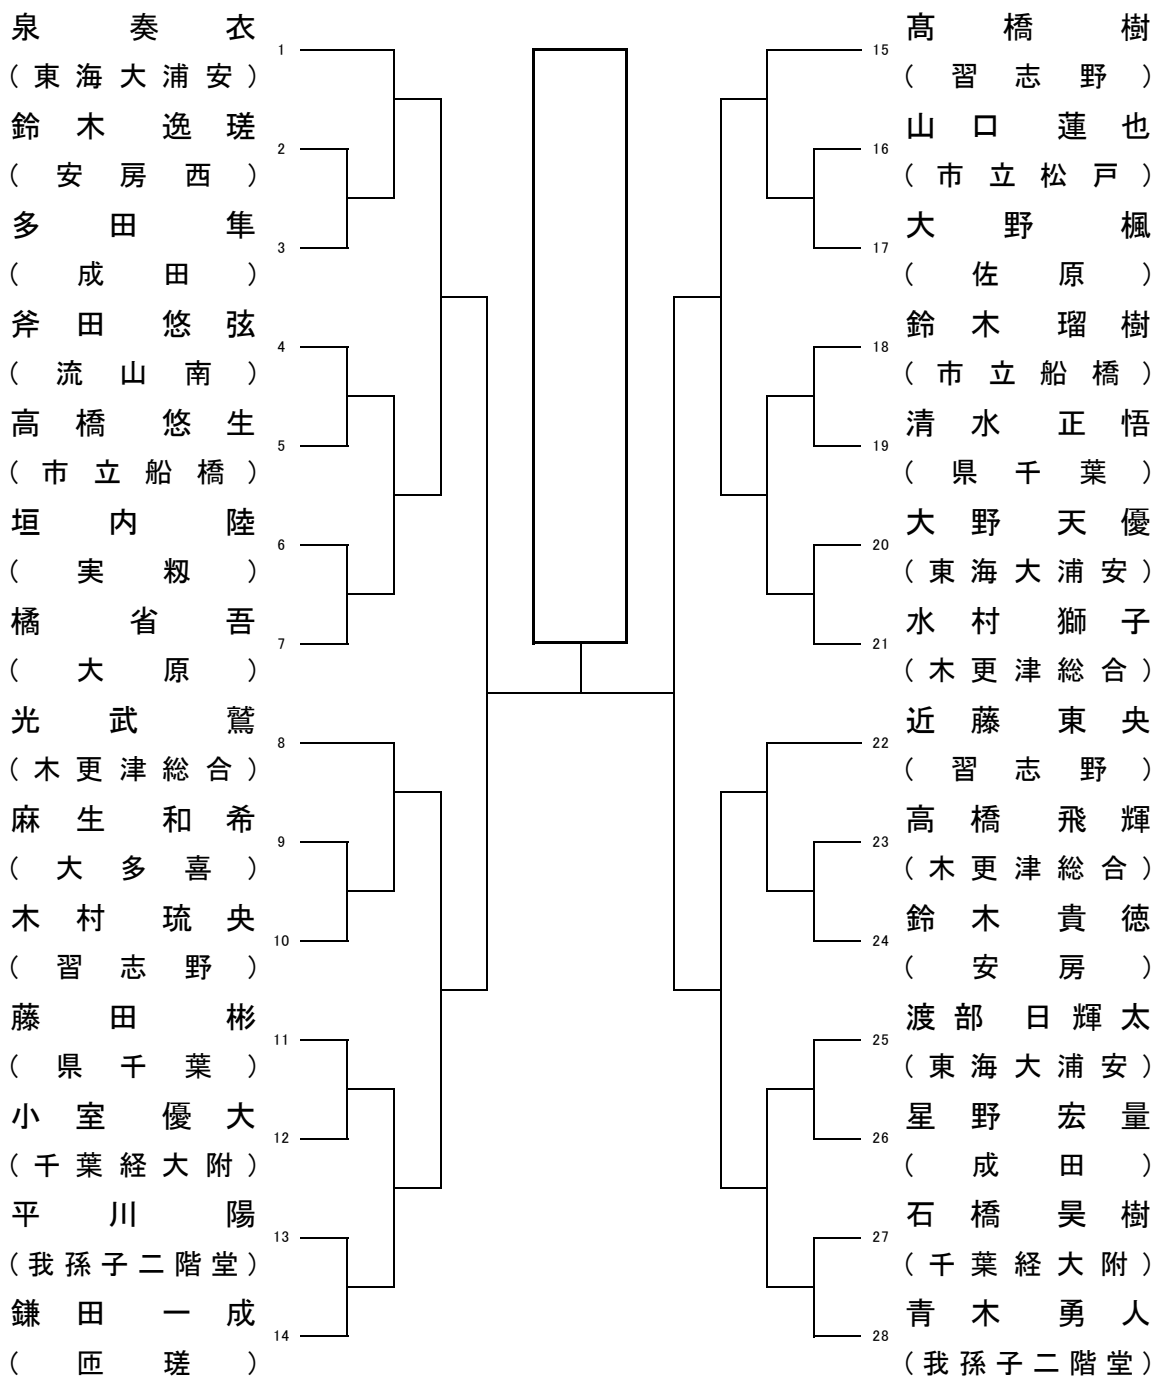 泉 奏 衣
1
(東海大浦安)
鈴木 逸瑳
2
(安房西)
多 田 隼
3
(成田)
斧田 悠弦
4
(流山南)
高橋 悠生
5
(市立船橋)
垣 内 陸
6
(実籾)
橘 省 吾
7
(大原)
光 武 鷲
8
(木更津総合)
麻生 和希
9
(大多喜)
木村 琉央
10
(習志野)
藤 田 彬
11
(県千葉)
小室 優大
12
(千葉経大附)
平 川 陽
13
(我孫子二階堂)
鎌田 一成
14
(匝瑳)
髙 橋 樹
15
(習志野)
山口 蓮也
16
(市立松戸)
大 野 楓
17
(佐原)
鈴木 瑠樹
18
(市立船橋)
清水 正悟
19
(県千葉)
大野 天優
20
(東海大浦安)
水村 獅子
21
(木更津総合)
近藤 東央
22
(習志野)
高橋 飛輝
23
(木更津総合)
鈴木 貴徳
24
(安房)
渡部 日輝太
25
(東海大浦安)
星野 宏量
26
(成田)
石橋 昊樹
27
(千葉経大附)
青木 勇人
28
(我孫子二階堂)